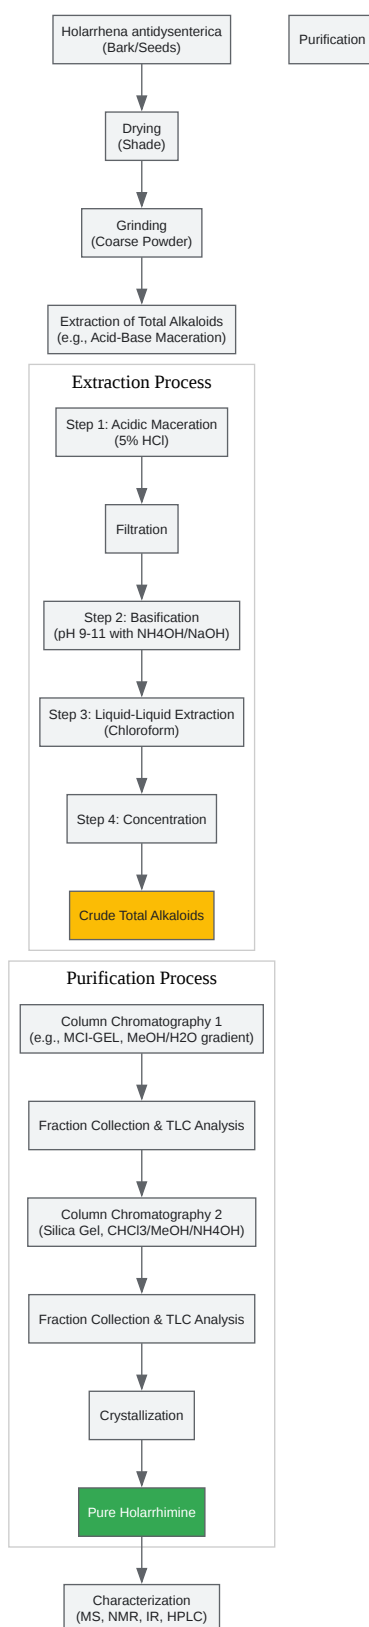 Holarrhena antidysenterica
(Bark/Seeds)
Purification
Drying
(Shade)
Grinding
(Coarse Powder)
Extraction of Total Alkaloids
(e.g., Acid-Base Maceration)
Extraction Process
Step 1: Acidic Maceration
(5% HCl)
Filtration
Step 2: Basification
(pH 9-11 with NH4OH/NaOH)
Step 3: Liquid-Liquid Extraction
(Chloroform)
Step 4: Concentration
Crude Total Alkaloids
Purification Process
Column Chromatography 1
(e.g., MCI-GEL, MeOH/H2O gradient)
Fraction Collection & TLC Analysis
Column Chromatography 2
(Silica Gel, CHCl3/MeOH/NH4OH)
Fraction Collection & TLC Analysis
Crystallization
Pure Holarrhimine
Characterization
(MS, NMR, IR, HPLC)